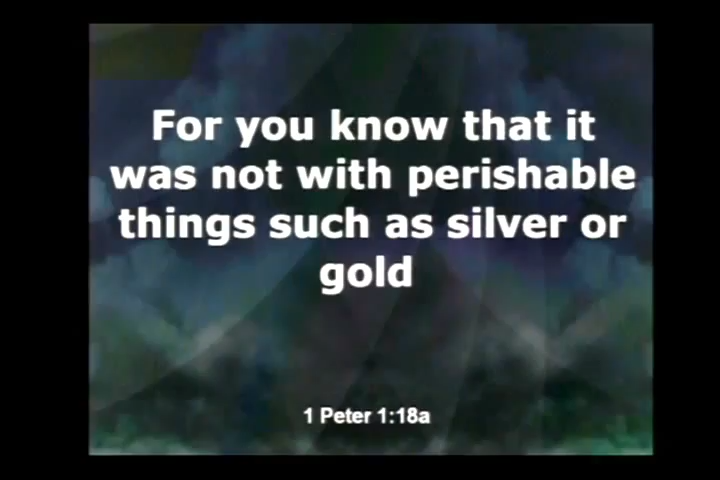 For you know that it
was not with perishable
things such as silver or
gold
1 Peter 1:18a